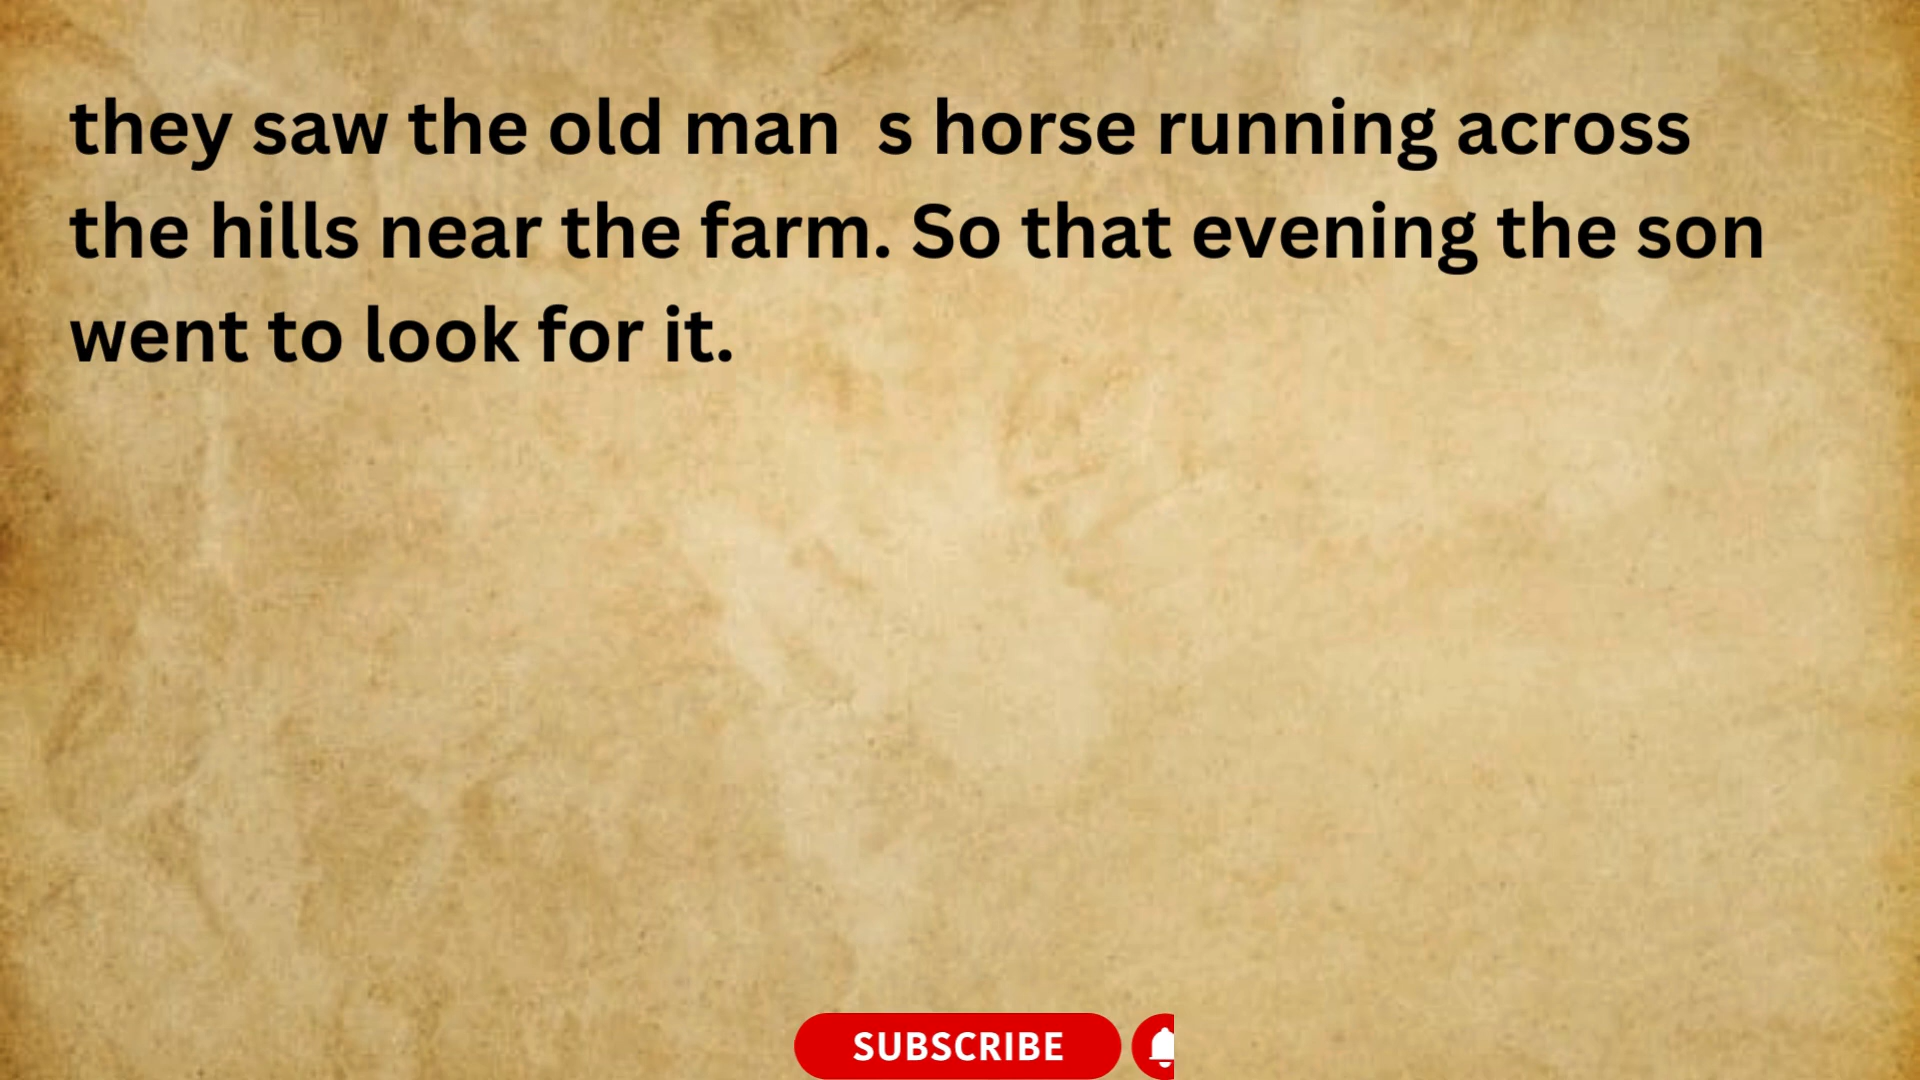 they saw the old man  s horse running across
the hills near the farm. So that evening the son
went to look for it.
SUBSCRIBE